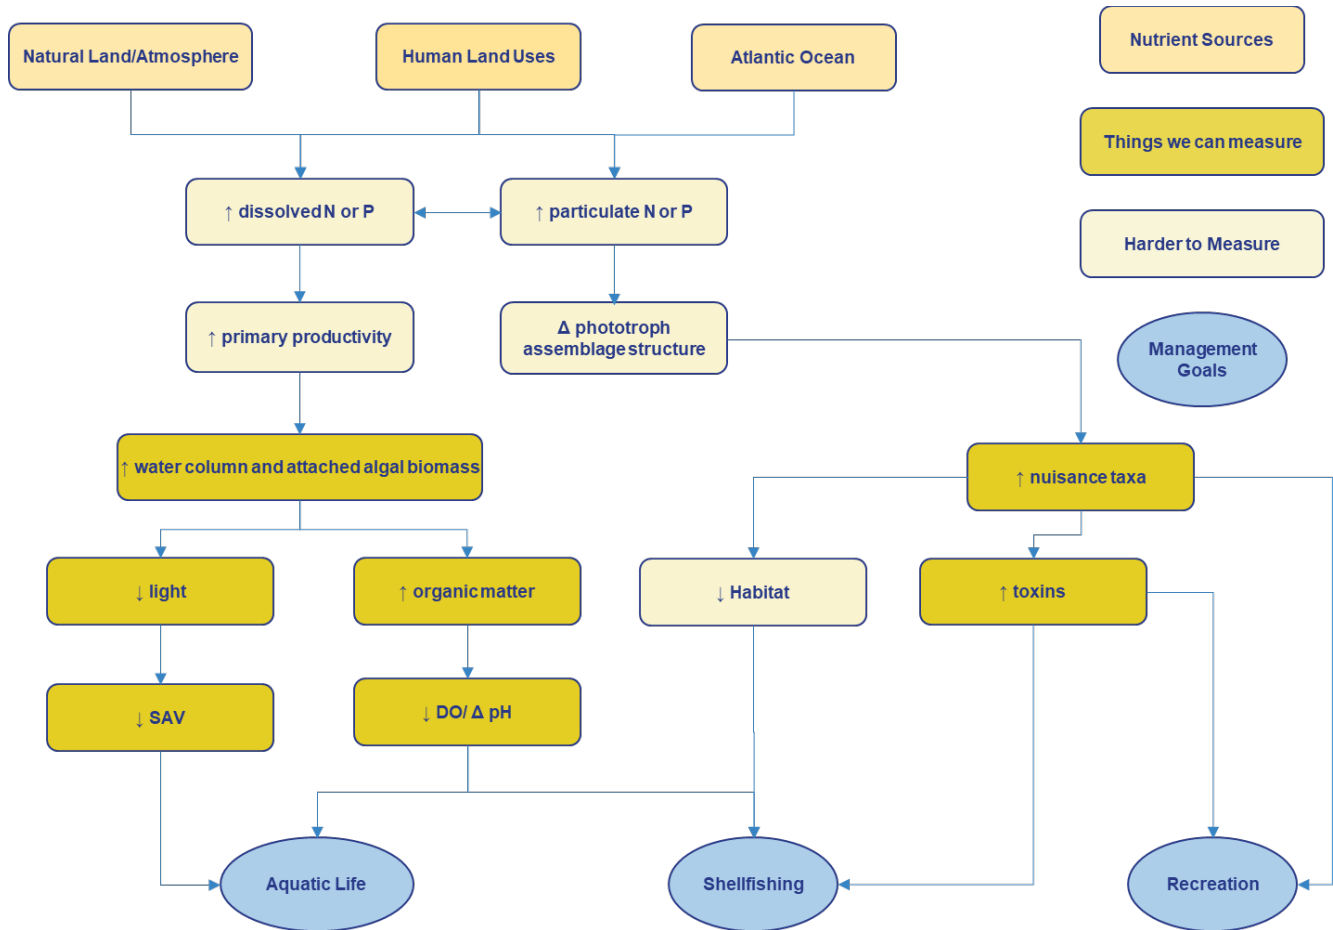 Natural Land/Atmosphere
Human Land Uses
Atlantic Ocean
Nutrient Sources
Things we can measure
↑ dissolved N or P
↑ particulate N or P
Harder to Measure
↑ primary productivity
Δ phototroph
assemblage structure
Management
Goals
↑ water column and attached algal biomass
↑ nuisance taxa
↓ light
↑ organic matter
↓ Habitat
↑ toxins
↓ SAV
↓ DO/ Δ pH
Aquatic Life
Shellfishing
Recreation